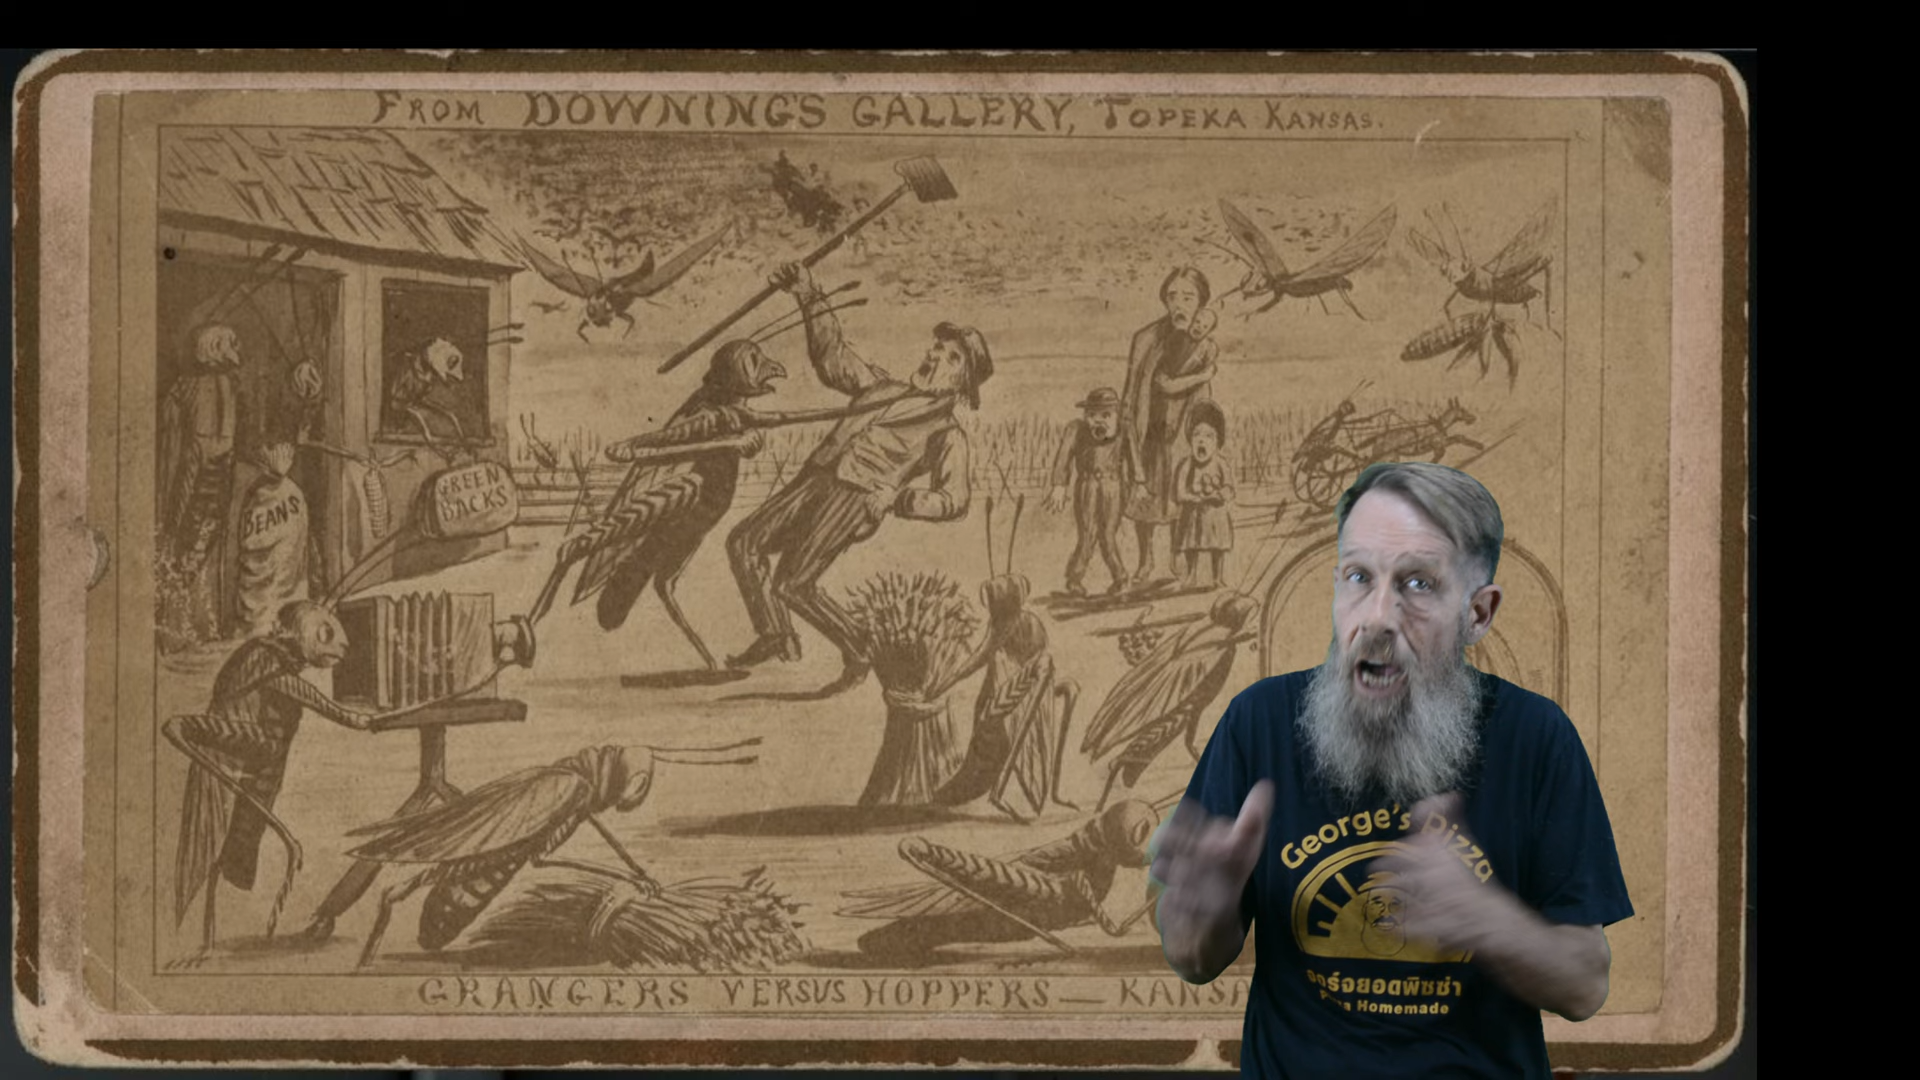 FROM DOWNING'S GALLERY, TOPEKA KANSAS.
GREEN
BACKS
BEANS
George's Pizza
จอร์จยอดพิซซ่า
Homemade
GRANGERS VERSUS HOPPERS — KANSA